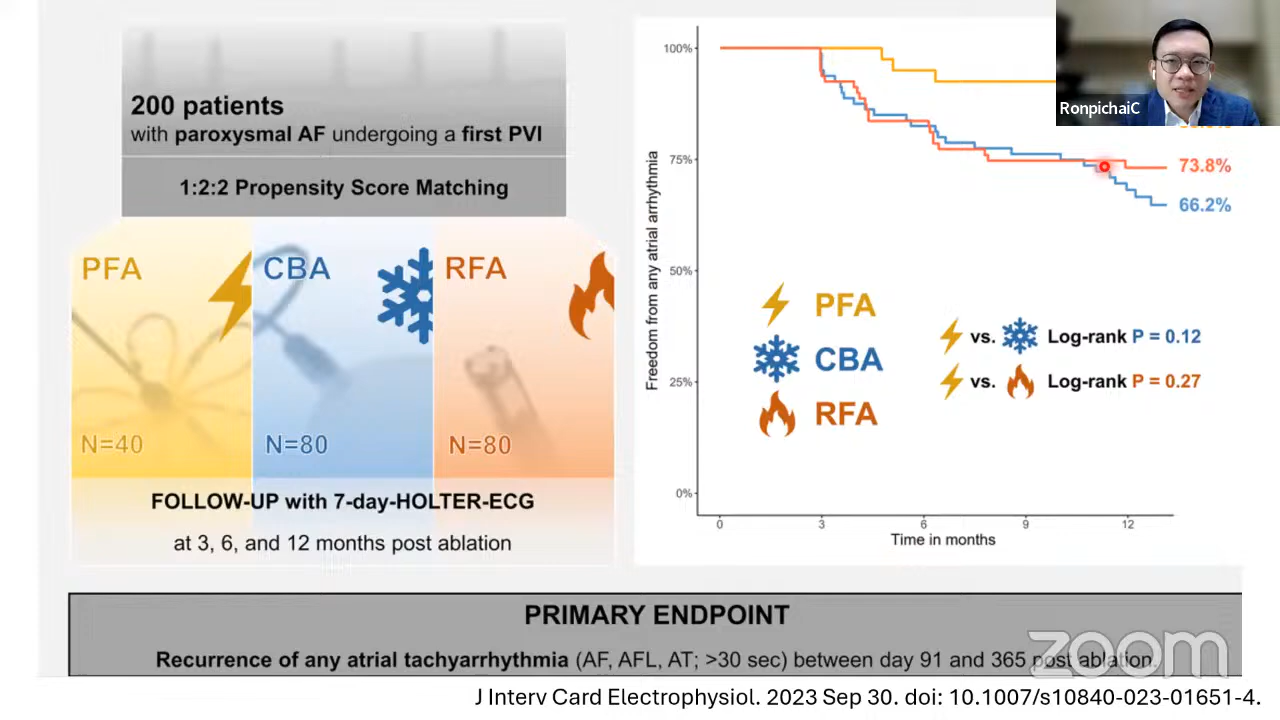 200 patients
with paroxysmal AF undergoing a first PVI
1:2:2 Propensity Score Matching
PFA
CBA
RFA
N=40
N=80
N=80
FOLLOW-UP with 7-day-HOLTER-ECG
at 3, 6, and 12 months post ablation
Freedom from any atrial arrhythmia
100%
75%
50%
25%
0%
0
3
6
9
12
Time in months
73.8%
66.2%
PFA
CBA
RFA
vs. Log-rank P = 0.12
vs. Log-rank P = 0.27
RonpichaiC
PRIMARY ENDPOINT
Recurrence of any atrial tachyarrhythmia (AF, AFL, AT; >30 sec) between day 91 and 365 post ablation.
zoom
J Interv Card Electrophysiol. 2023 Sep 30. doi: 10.1007/s10840-023-01651-4.